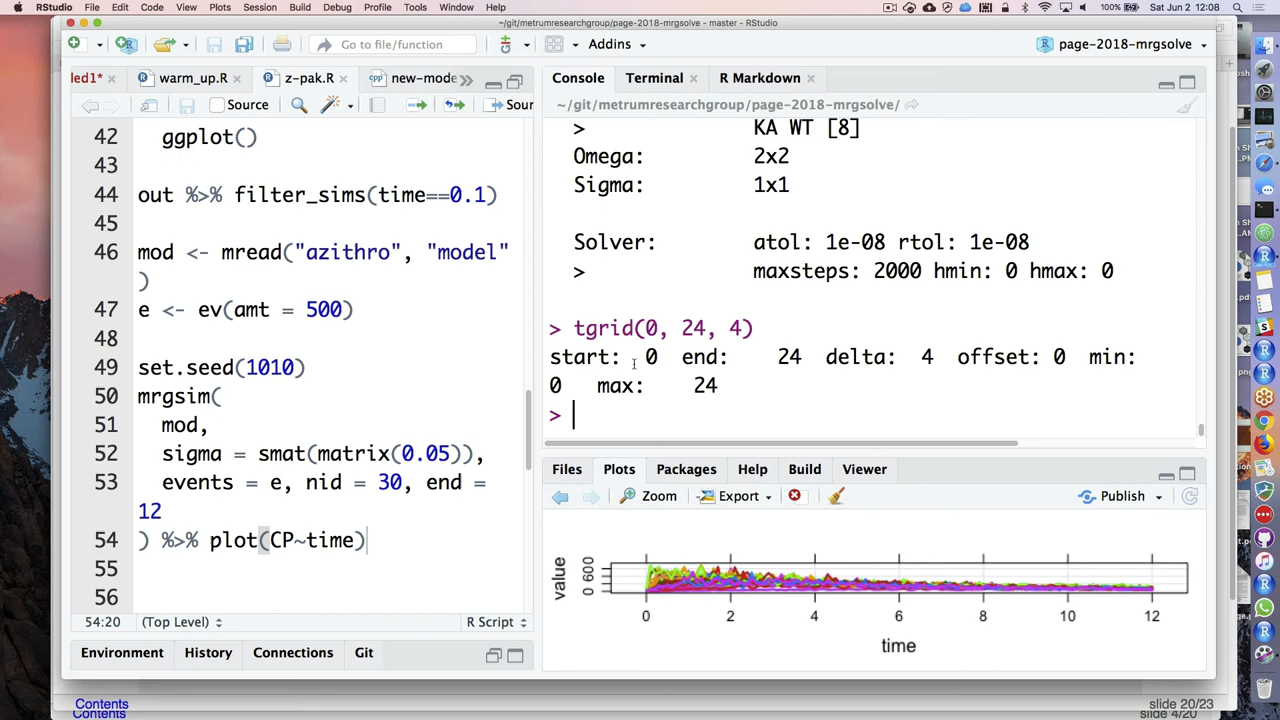 File Edit Code View Plots Session Build Debug Profile Tools Window Help 100% Sat Jun 2 12:08
~/git/metrumresearchgroup/page-2018-mrgsolve - master - RStudio
Go to file/function Addins page-2018-mrgsolve
led1* warm_up.R z-pak.R new-mode
Source Sour
42 ggplot()
43
44 out %>% filter_sims(time==0.1)
45
46 mod <- mread("azithro", "model"
)
47 e <- ev(amt = 500)
48
49 set.seed(1010)
50 mrgsim(
51 mod,
52 sigma = smat(matrix(0.05)),
53 events = e, nid = 30, end =
12
54 ) %>% plot(CP~time)
55
56
54:20 (Top Level) R Script
Environment History Connections Git
Console Terminal R Markdown
~/git/metrumresearchgroup/page-2018-mrgsolve/
> KA WT [8]
Omega: 2x2
Sigma: 1x1
Solver: atol: 1e-08 rtol: 1e-08
> maxsteps: 2000 hmin: 0 hmax: 0
> tgrid(0, 24, 4)
start: 0 end: 24 delta: 4 offset: 0 min:
0 max: 24
>
Files Plots Packages Help Build Viewer
Zoom Export Publish
value
0 600
0 2 4 6 8 10 12
time
Contents
Contents
slide 20/23
slide 4/20